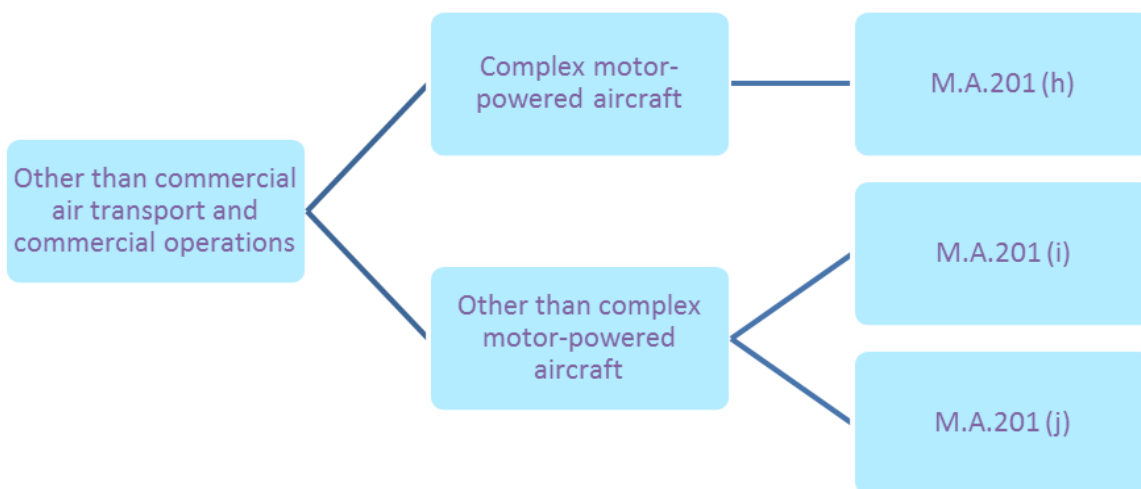 Other than commercial
air transport and
commercial operations
Complex motor-
powered aircraft
Other than complex
motor-powered
aircraft
M.A.201 (h)
M.A.201 (i)
M.A.201 (j)